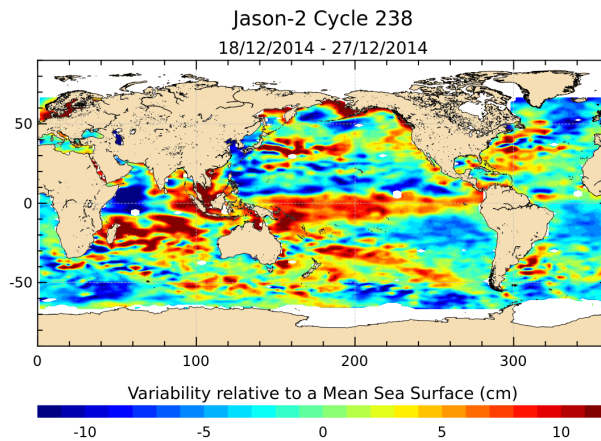 Jason-2 Cycle 238
18/12/2014 - 27/12/2014
50
0
-50
0 100 200 300
Variability relative to a Mean Sea Surface (cm)
-10 -5 0 5 10